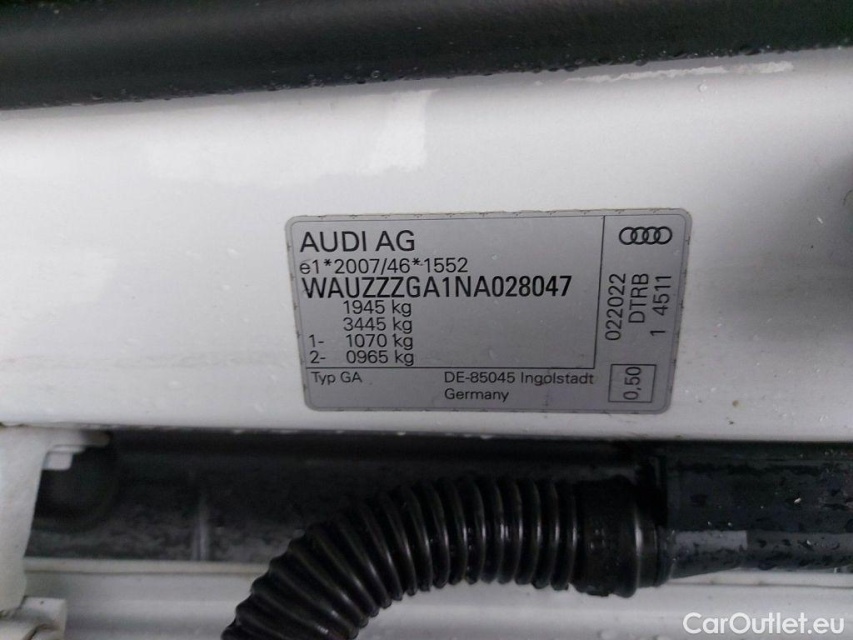 AUDI AG
e1*2007/46*1552
WAUZZZGA1NA028047
1945 kg
3445 kg
1- 1070 kg
2- 0965 kg
Typ GA
DE-85045 Ingolstadt
Germany
022022
DTRB
1 4511
0,50
CarOutlet.eu